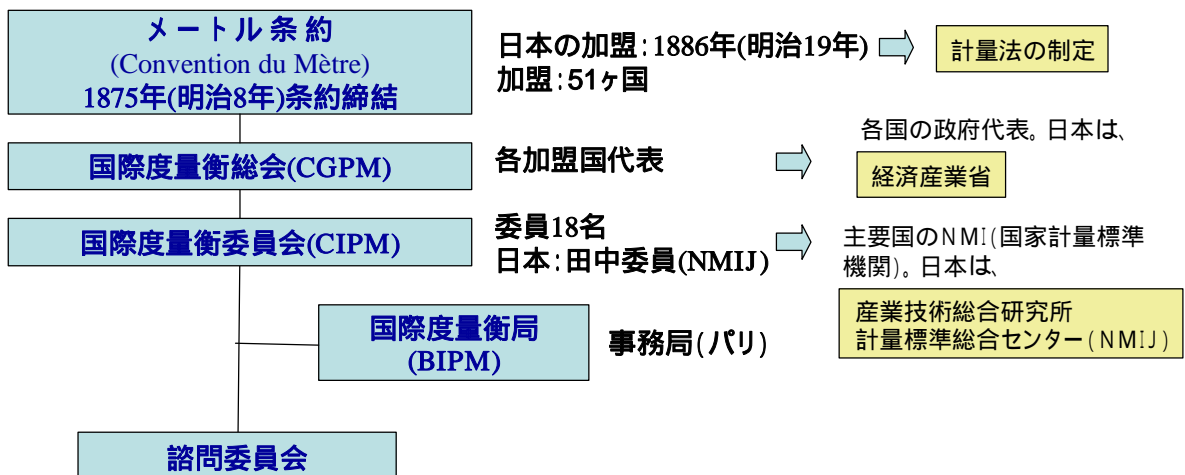 メートル条約
(Convention du Mètre)
1875年(明治8年)条約締結
日本の加盟:1886年(明治19年)
加盟:51ヶ国
計量法の制定
国際度量衡総会(CGPM)
各加盟国代表
各国の政府代表。日本は、
経済産業省
国際度量衡委員会(CIPM)
委員18名
日本:田中委員(NMIJ)
主要国のNMI(国家計量標準
機関)。日本は、
産業技術総合研究所
計量標準総合センター(NMIJ)
国際度量衡局
(BIPM)
事務局(パリ)
諮問委員会